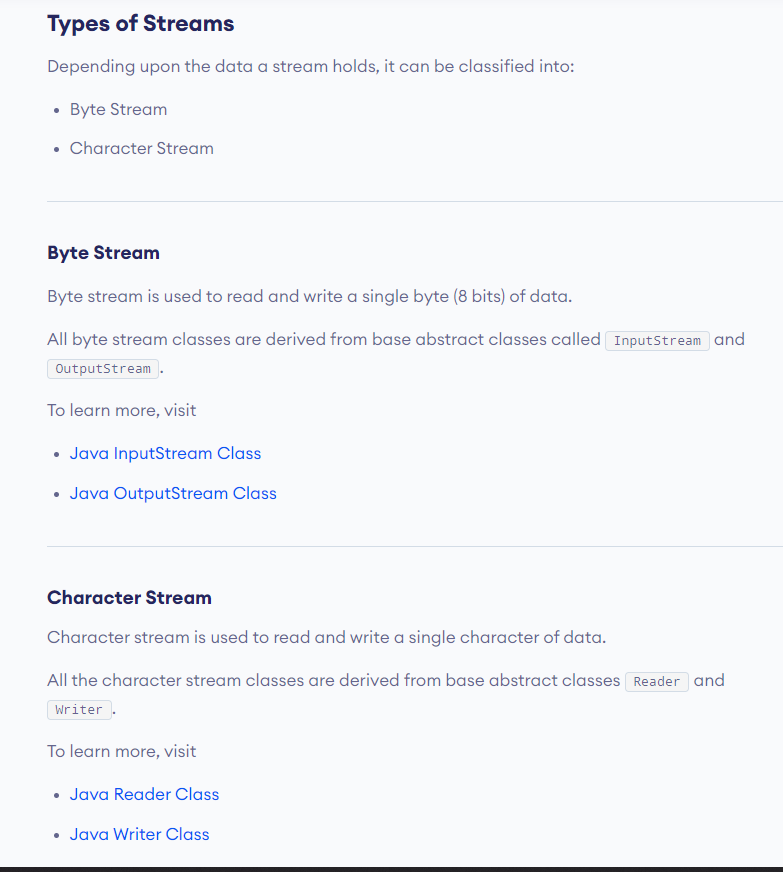 Types of Streams
Depending upon the data a stream holds, it can be classified into:
• Byte Stream
• Character Stream
Byte Stream
Byte stream is used to read and write a single byte (8 bits) of data.
All byte stream classes are derived from base abstract classes called InputStream and
OutputStream.
To learn more, visit
• Java InputStream Class
• Java OutputStream Class
Character Stream
Character stream is used to read and write a single character of data.
All the character stream classes are derived from base abstract classes Reader and
Writer.
To learn more, visit
• Java Reader Class
• Java Writer Class